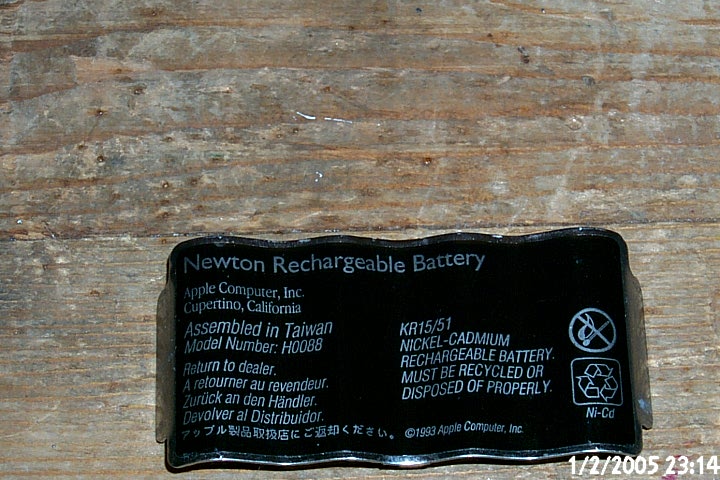 Newton Rechargeable Battery
Apple Computer, Inc.
Cupertino, California
Assembled in Taiwan
Model Number: H0088
Return to dealer.
A retourner au revendeur.
Zurück an den Händler.
Devolver al Distribuidor.
アップル製品取扱店にご返却ください。
KR15/51
NICKEL-CADMIUM
RECHARGEABLE BATTERY.
MUST BE RECYCLED OR
DISPOSED OF PROPERLY.
©1993 Apple Computer, Inc.
Ni-Cd
1/2/2005 23:14